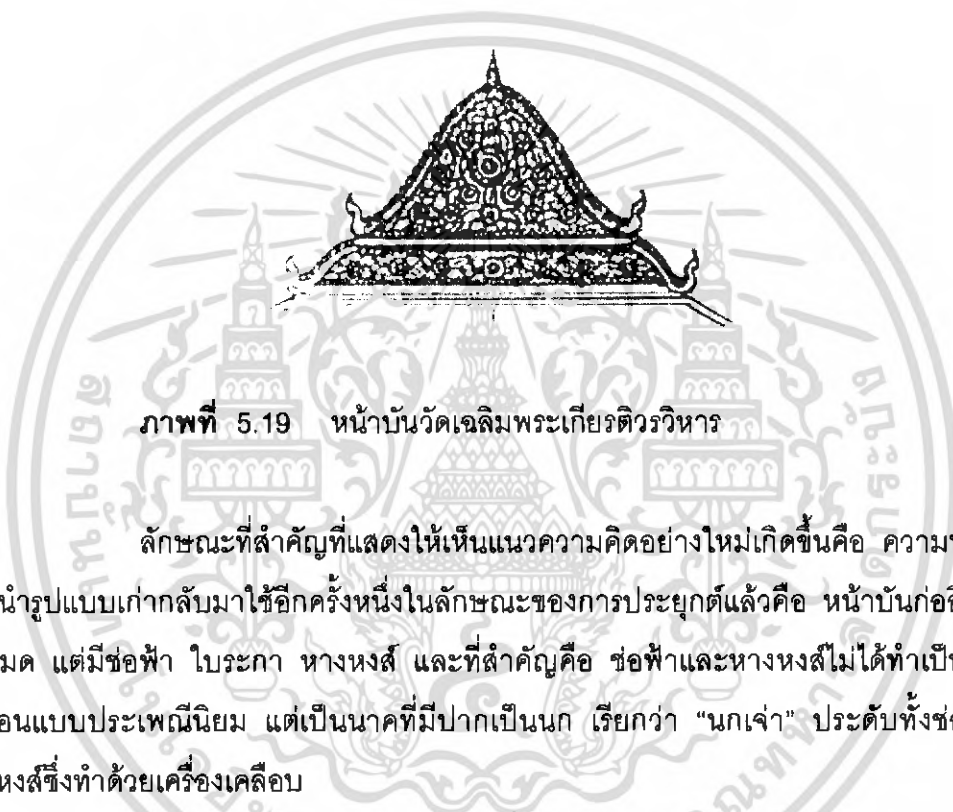 ภาพที่ 5.19 หน้าบันวัดเฉลิมพระเกียรติวรวิหาร
ลักษณะที่สำคัญที่แสดงให้เห็นแนวความคิดอย่างใหม่เกิดขึ้นคือ
นำรูปแบบเก่ากลับมาใช้อีกครั้งหนึ่งในลักษณะของการประยุกต์แล้วคือ หน้าบันก่อ
มด แต่มีช่อฟ้า ใบระกา หางหงส์ และที่สำคัญคือ ช่อฟ้าและหางหงส์ไม่ได้ทำเป็น
อนแบบประเพณีนิยม แต่เป็นนาคที่มีปากเป็นนก เรียกว่า “นกเจ่า” ประดับทั้งช่
หงส์ซึ่งทำด้วยเครื่องเคลือบ